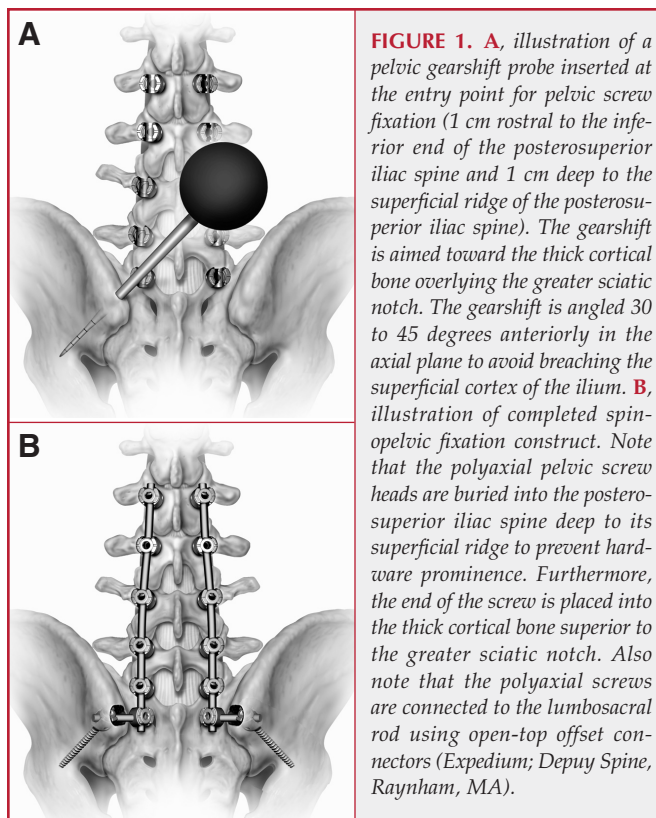 A
B
FIGURE 1. A, illustration of a
pelvic gearshift probe inserted at
the entry point for pelvic screw
fixation (1 cm rostral to the infe-
rior end of the posterosuperior
iliac spine and 1 cm deep to the
superficial ridge of the posterosu-
perior iliac spine). The gearshift
is aimed toward the thick cortical
bone overlying the greater sciatic
notch. The gearshift is angled 30
to 45 degrees anteriorly in the
axial plane to avoid breaching the
superficial cortex of the ilium. B,
illustration of completed spin-
opelvic fixation construct. Note
that the polyaxial pelvic screw
heads are buried into the postero-
superior iliac spine deep to its
superficial ridge to prevent hard-
ware prominence. Furthermore,
the end of the screw is placed into
the thick cortical bone superior to
the greater sciatic notch. Also
note that the polyaxial screws
are connected to the lumbosacral
rod using open-top offset con-
nectors (Expedium; Depuy Spine,
Raynham, MA).